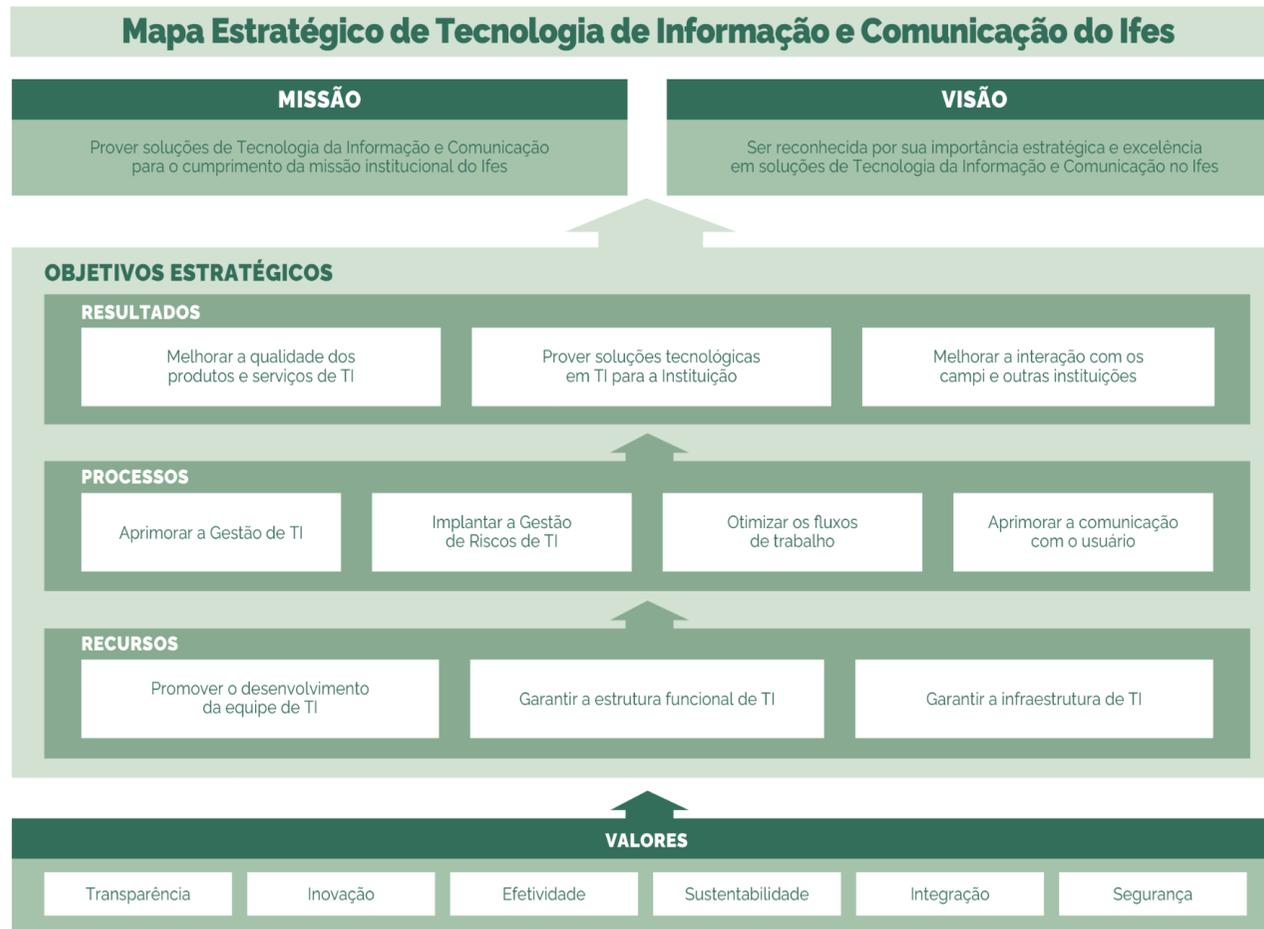 Mapa Estratégico de Tecnologia de Informação e Comunicação do Ifes
MISSÃO
Prover soluções de Tecnologia da Informação e Comunicação
para o cumprimento da missão institucional do Ifes
VISÃO
Ser reconhecida por sua importância estratégica e excelência
em soluções de Tecnologia da Informação e Comunicação no Ifes
OBJETIVOS ESTRATÉGICOS
RESULTADOS
Melhorar a qualidade dos
produtos e serviços de TI
Prover soluções tecnológicas
em TI para a Instituição
Melhorar a interação com os
campi e outras instituições
PROCESSOS
Aprimorar a Gestão de TI
Implantar a Gestão
de Riscos de TI
Otimizar os fluxos
de trabalho
Aprimorar a comunicação
com o usuário
RECURSOS
Promover o desenvolvimento
da equipe de TI
Garantir a estrutura funcional de TI
Garantir a infraestrutura de TI
VALORES
Transparência
Inovação
Efetividade
Sustentabilidade
Integração
Segurança